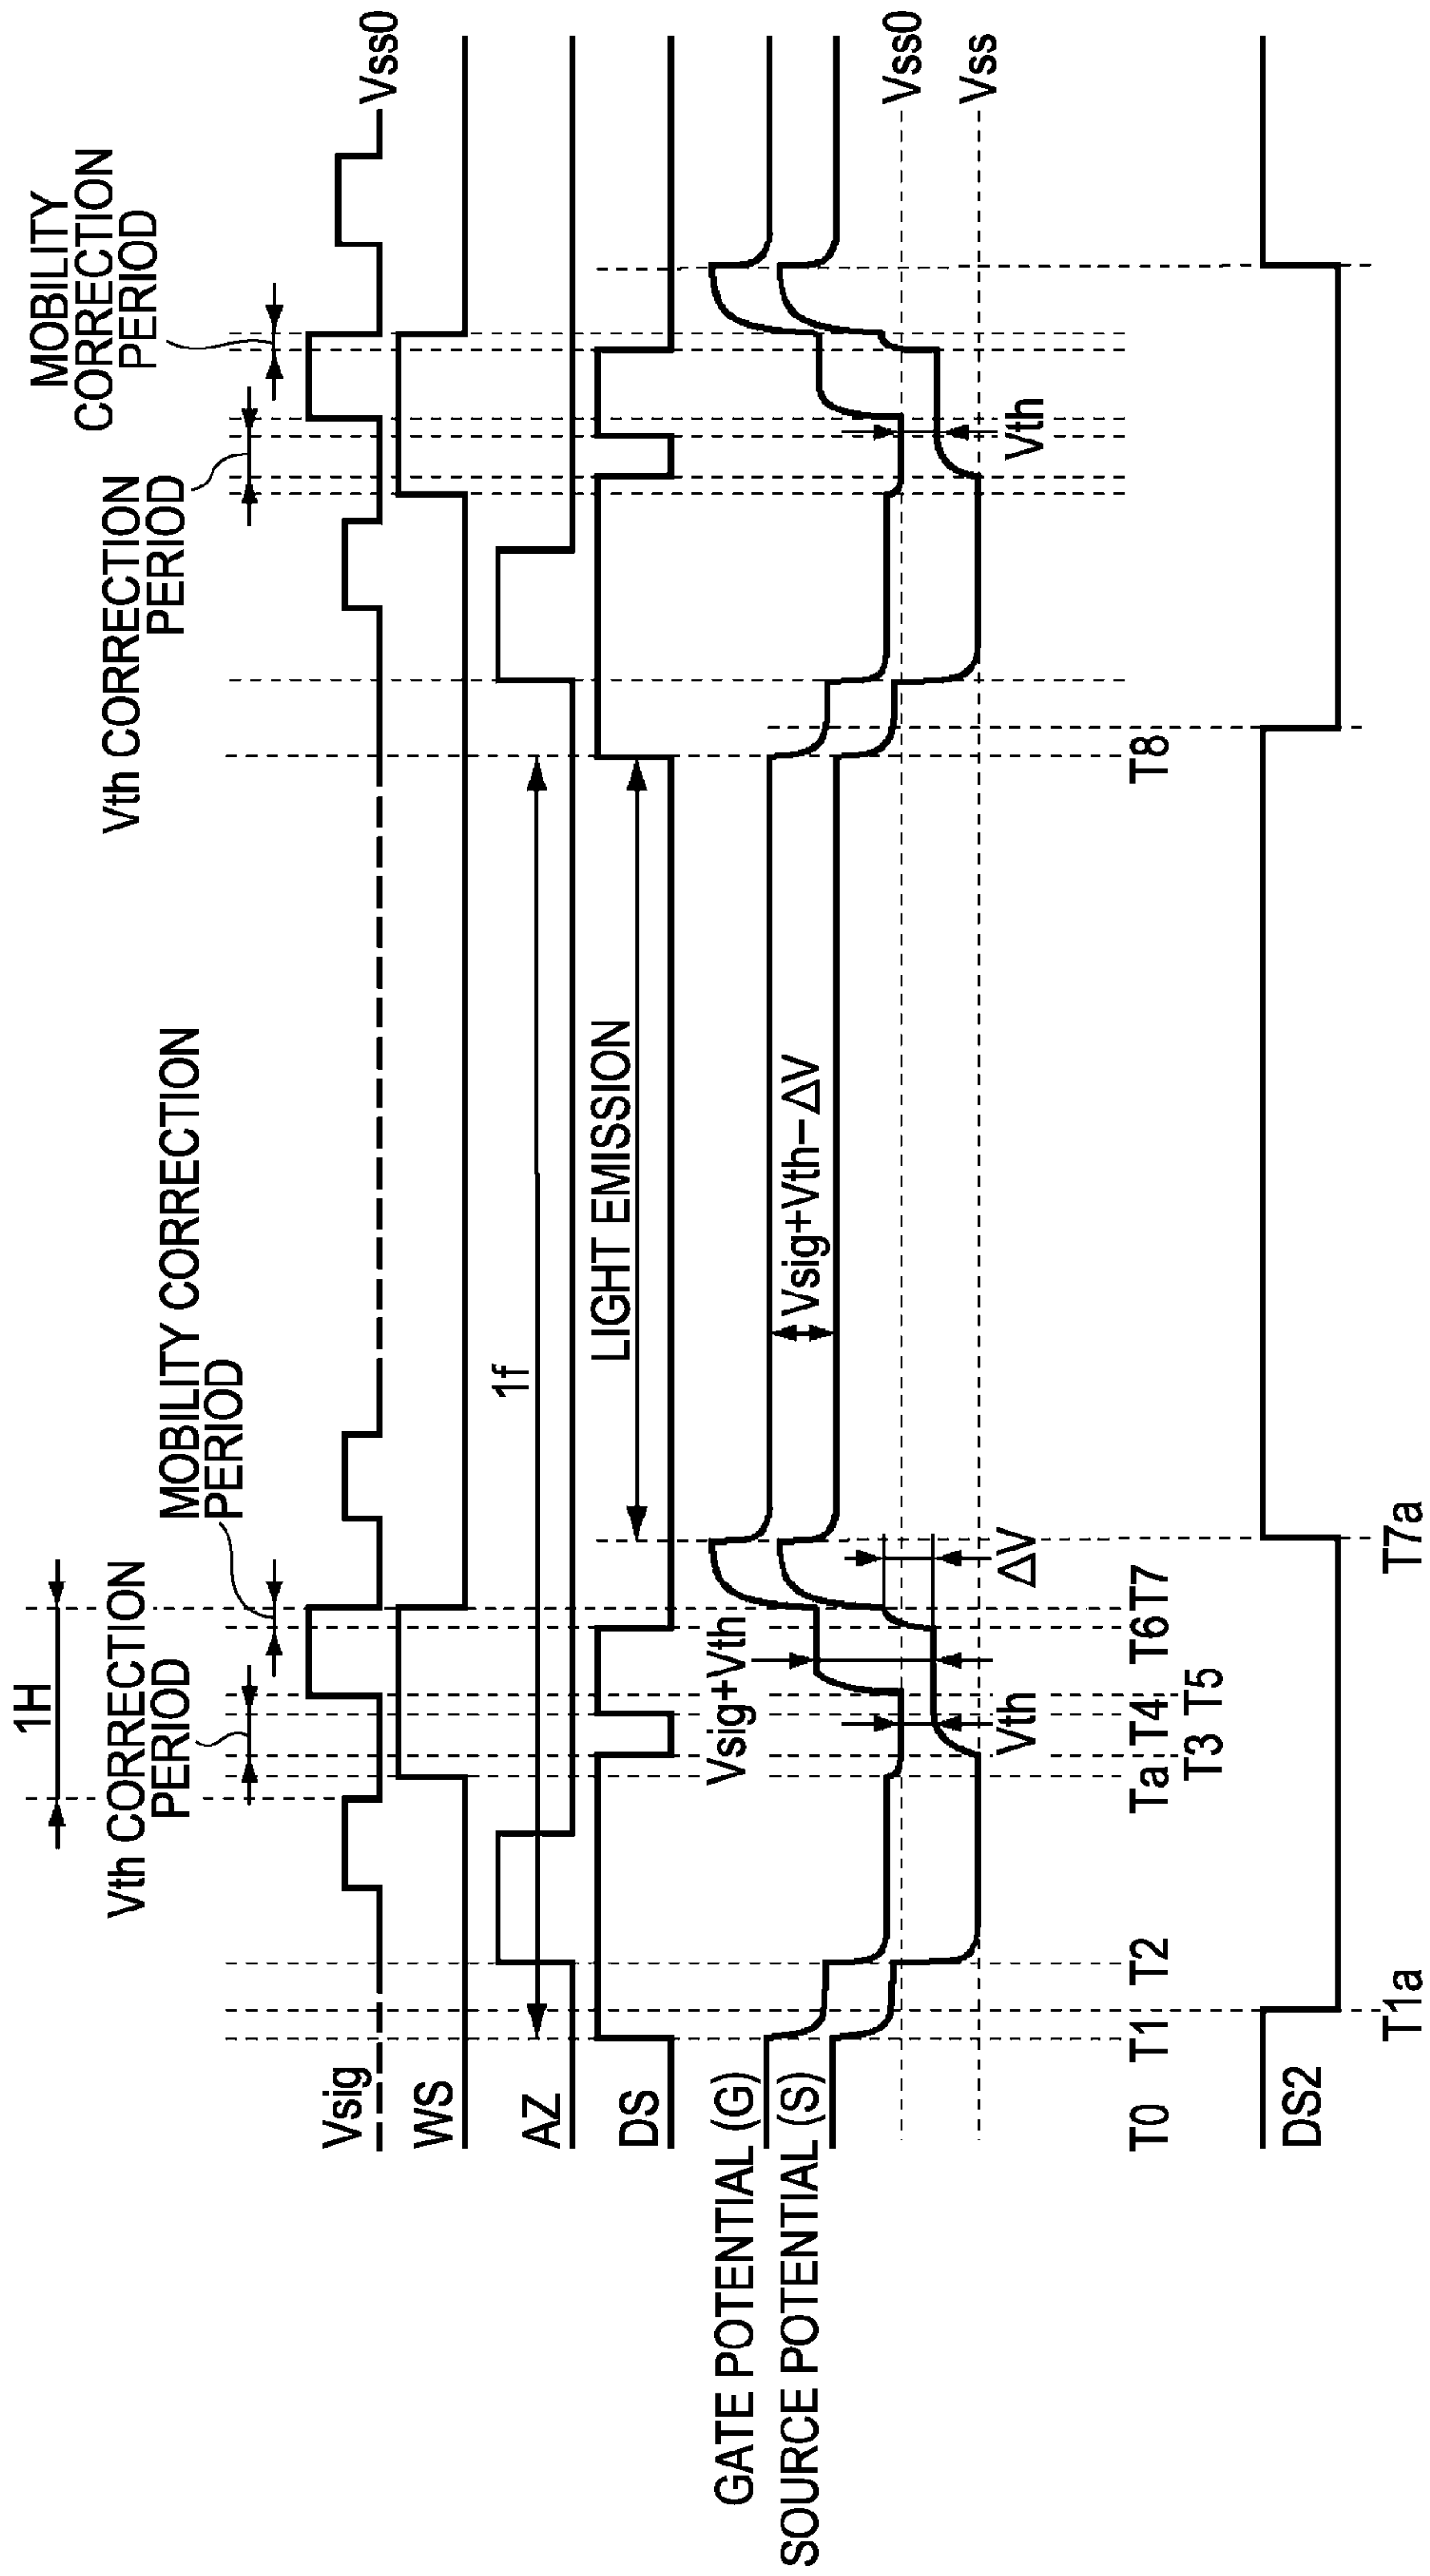 1H
Vth CORRECTION
PERIOD
MOBILITY CORRECTION
PERIOD
Vth CORRECTION
PERIOD
MOBILITY
CORRECTION
PERIOD
Vsig
Vss0
WS
AZ
1f
DS
LIGHT EMISSION
GATE POTENTIAL (G)
SOURCE POTENTIAL (S)
Vsig+Vth
Vsig+Vth−ΔV
Vss0
Vss
Vth
ΔV
Vth
T0
T1
T2
Ta
T3
T4
T5
T6
T7
T8
DS2
T1a
T7a